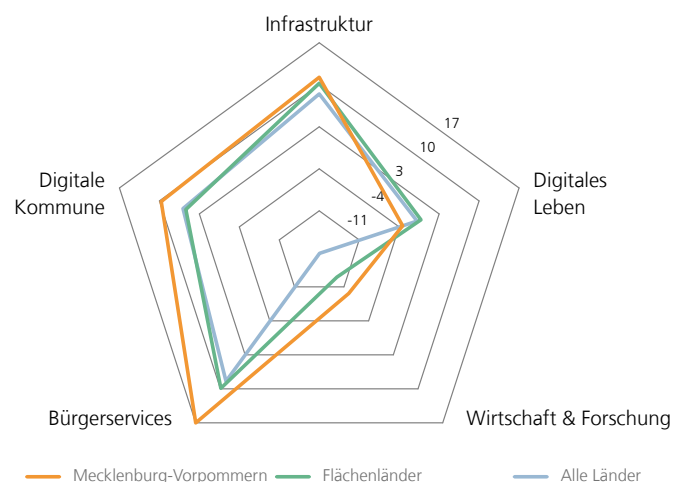 Infrastruktur
17
10
3
-4
-11
Digitale
Kommune
Digitales
Leben
Bürgerservices
Wirtschaft & Forschung
Mecklenburg-Vorpommern
Flächenländer
Alle Länder